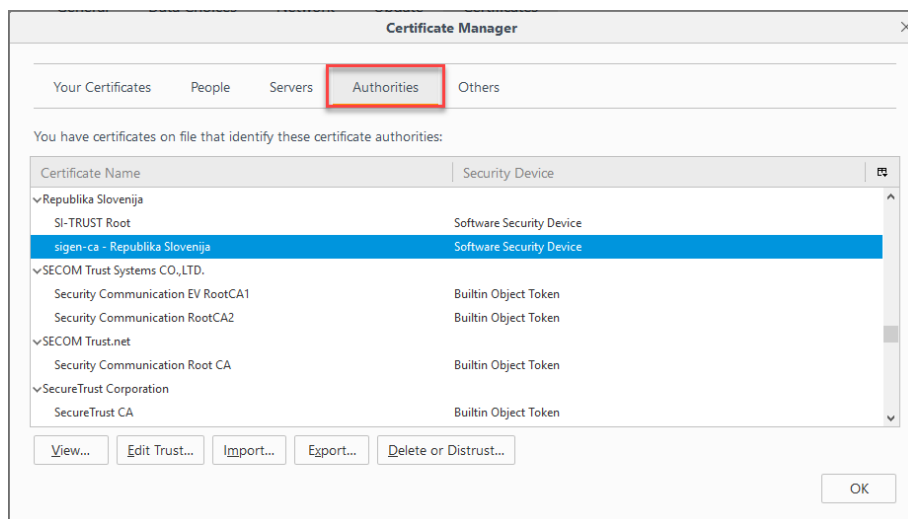 Certificate Manager
Your Certificates People Servers Authorities Others
You have certificates on file that identify these certificate authorities:
Certificate Name Security Device
Republika Slovenija
SI-TRUST Root Software Security Device
sigen-ca - Republika Slovenija Software Security Device
SECOM Trust Systems CO.,LTD.
Security Communication EV RootCA1 Builtin Object Token
Security Communication RootCA2 Builtin Object Token
SECOM Trust.net
Security Communication Root CA Builtin Object Token
SecureTrust Corporation
SecureTrust CA Builtin Object Token
View... Edit Trust... Import... Export... Delete or Distrust...
OK